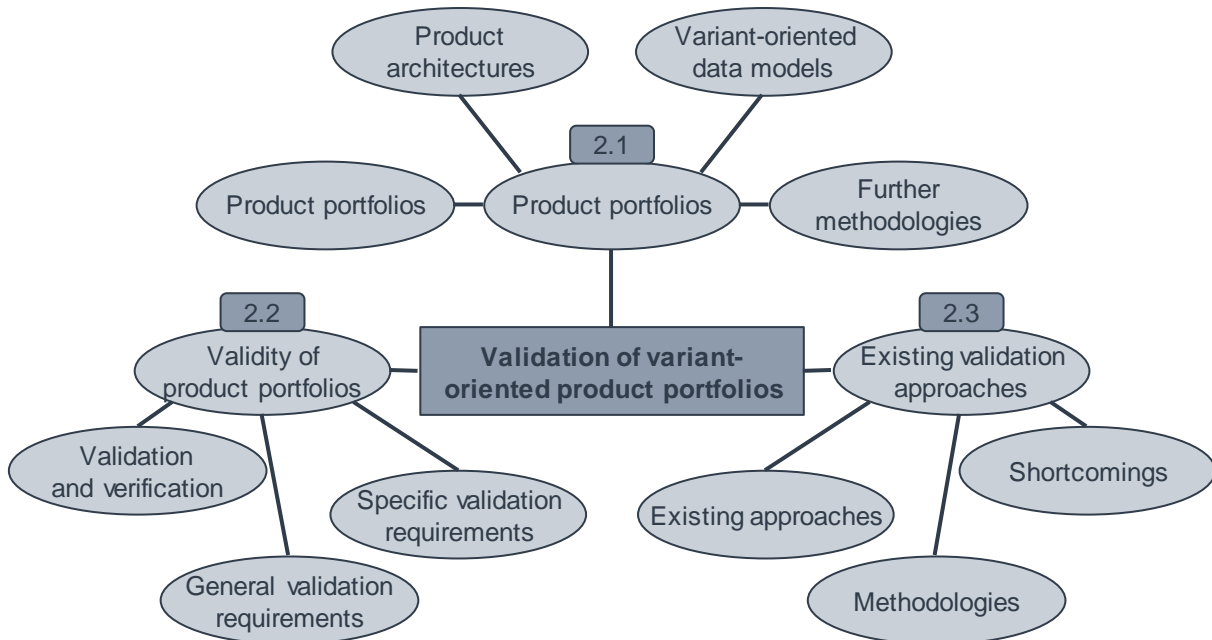 Product
architectures
Variant-oriented
data models
2.1
Product portfolios
Product portfolios
Further
methodologies
2.2
Validity of
product portfolios
Validation of variant-
oriented product portfolios
2.3
Existing validation
approaches
Validation
and verification
Specific validation
requirements
General validation
requirements
Existing approaches
Shortcomings
Methodologies